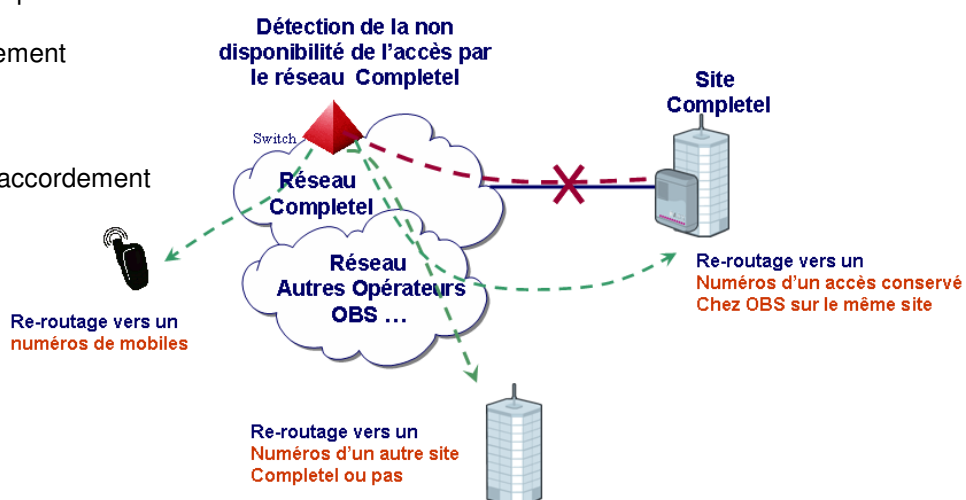 ement
accordement
Détection de la non
disponibilité de l'accès par
le réseau Completel
Site
Completel
Switch
Réseau
Completel
Réseau
Autres Opérateurs
OBS ...
Re-routage vers un
Numéros d'un accès conservé
Chez OBS sur le même site
Re-routage vers un
numéros de mobiles
Re-routage vers un
Numéros d'un autre site
Completel ou pas